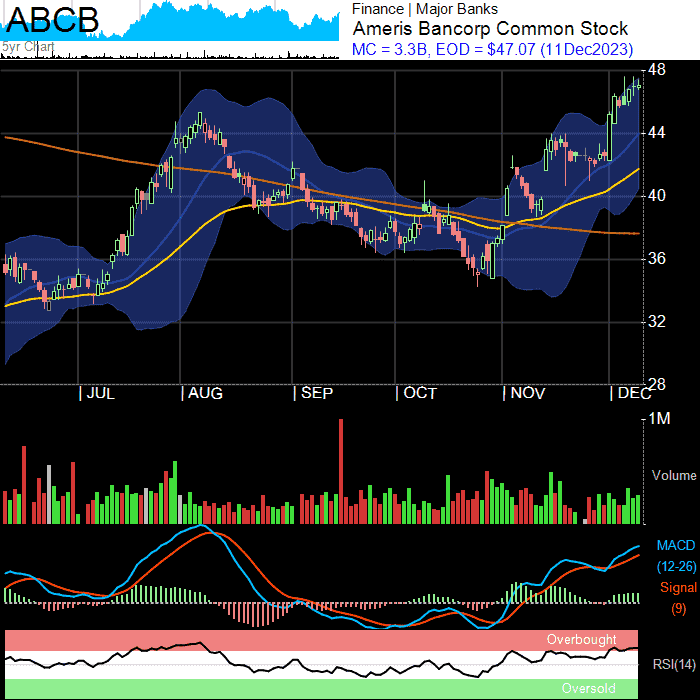 ABCB
5yr Chart
Finance | Major Banks
Ameris Bancorp Common Stock
MC = 3.3B, EOD = $47.07 (11Dec2023)
48
44
40
36
32
28
| JUL | AUG | SEP | OCT | NOV | DEC
1M
Volume
MACD
(12-26)
Signal
(9)
Overbought
RSI(14)
Oversold